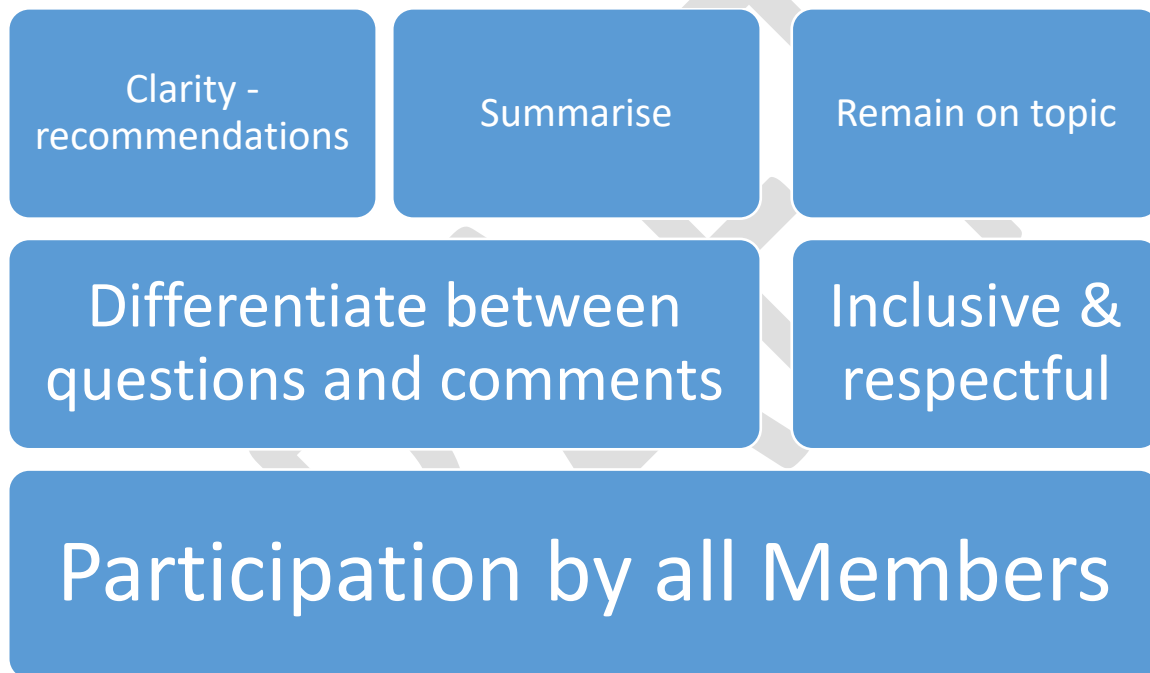 Clarity -
recommendations
Summarise
Remain on topic
Differentiate between
questions and comments
Inclusive &
respectful
Participation by all Members